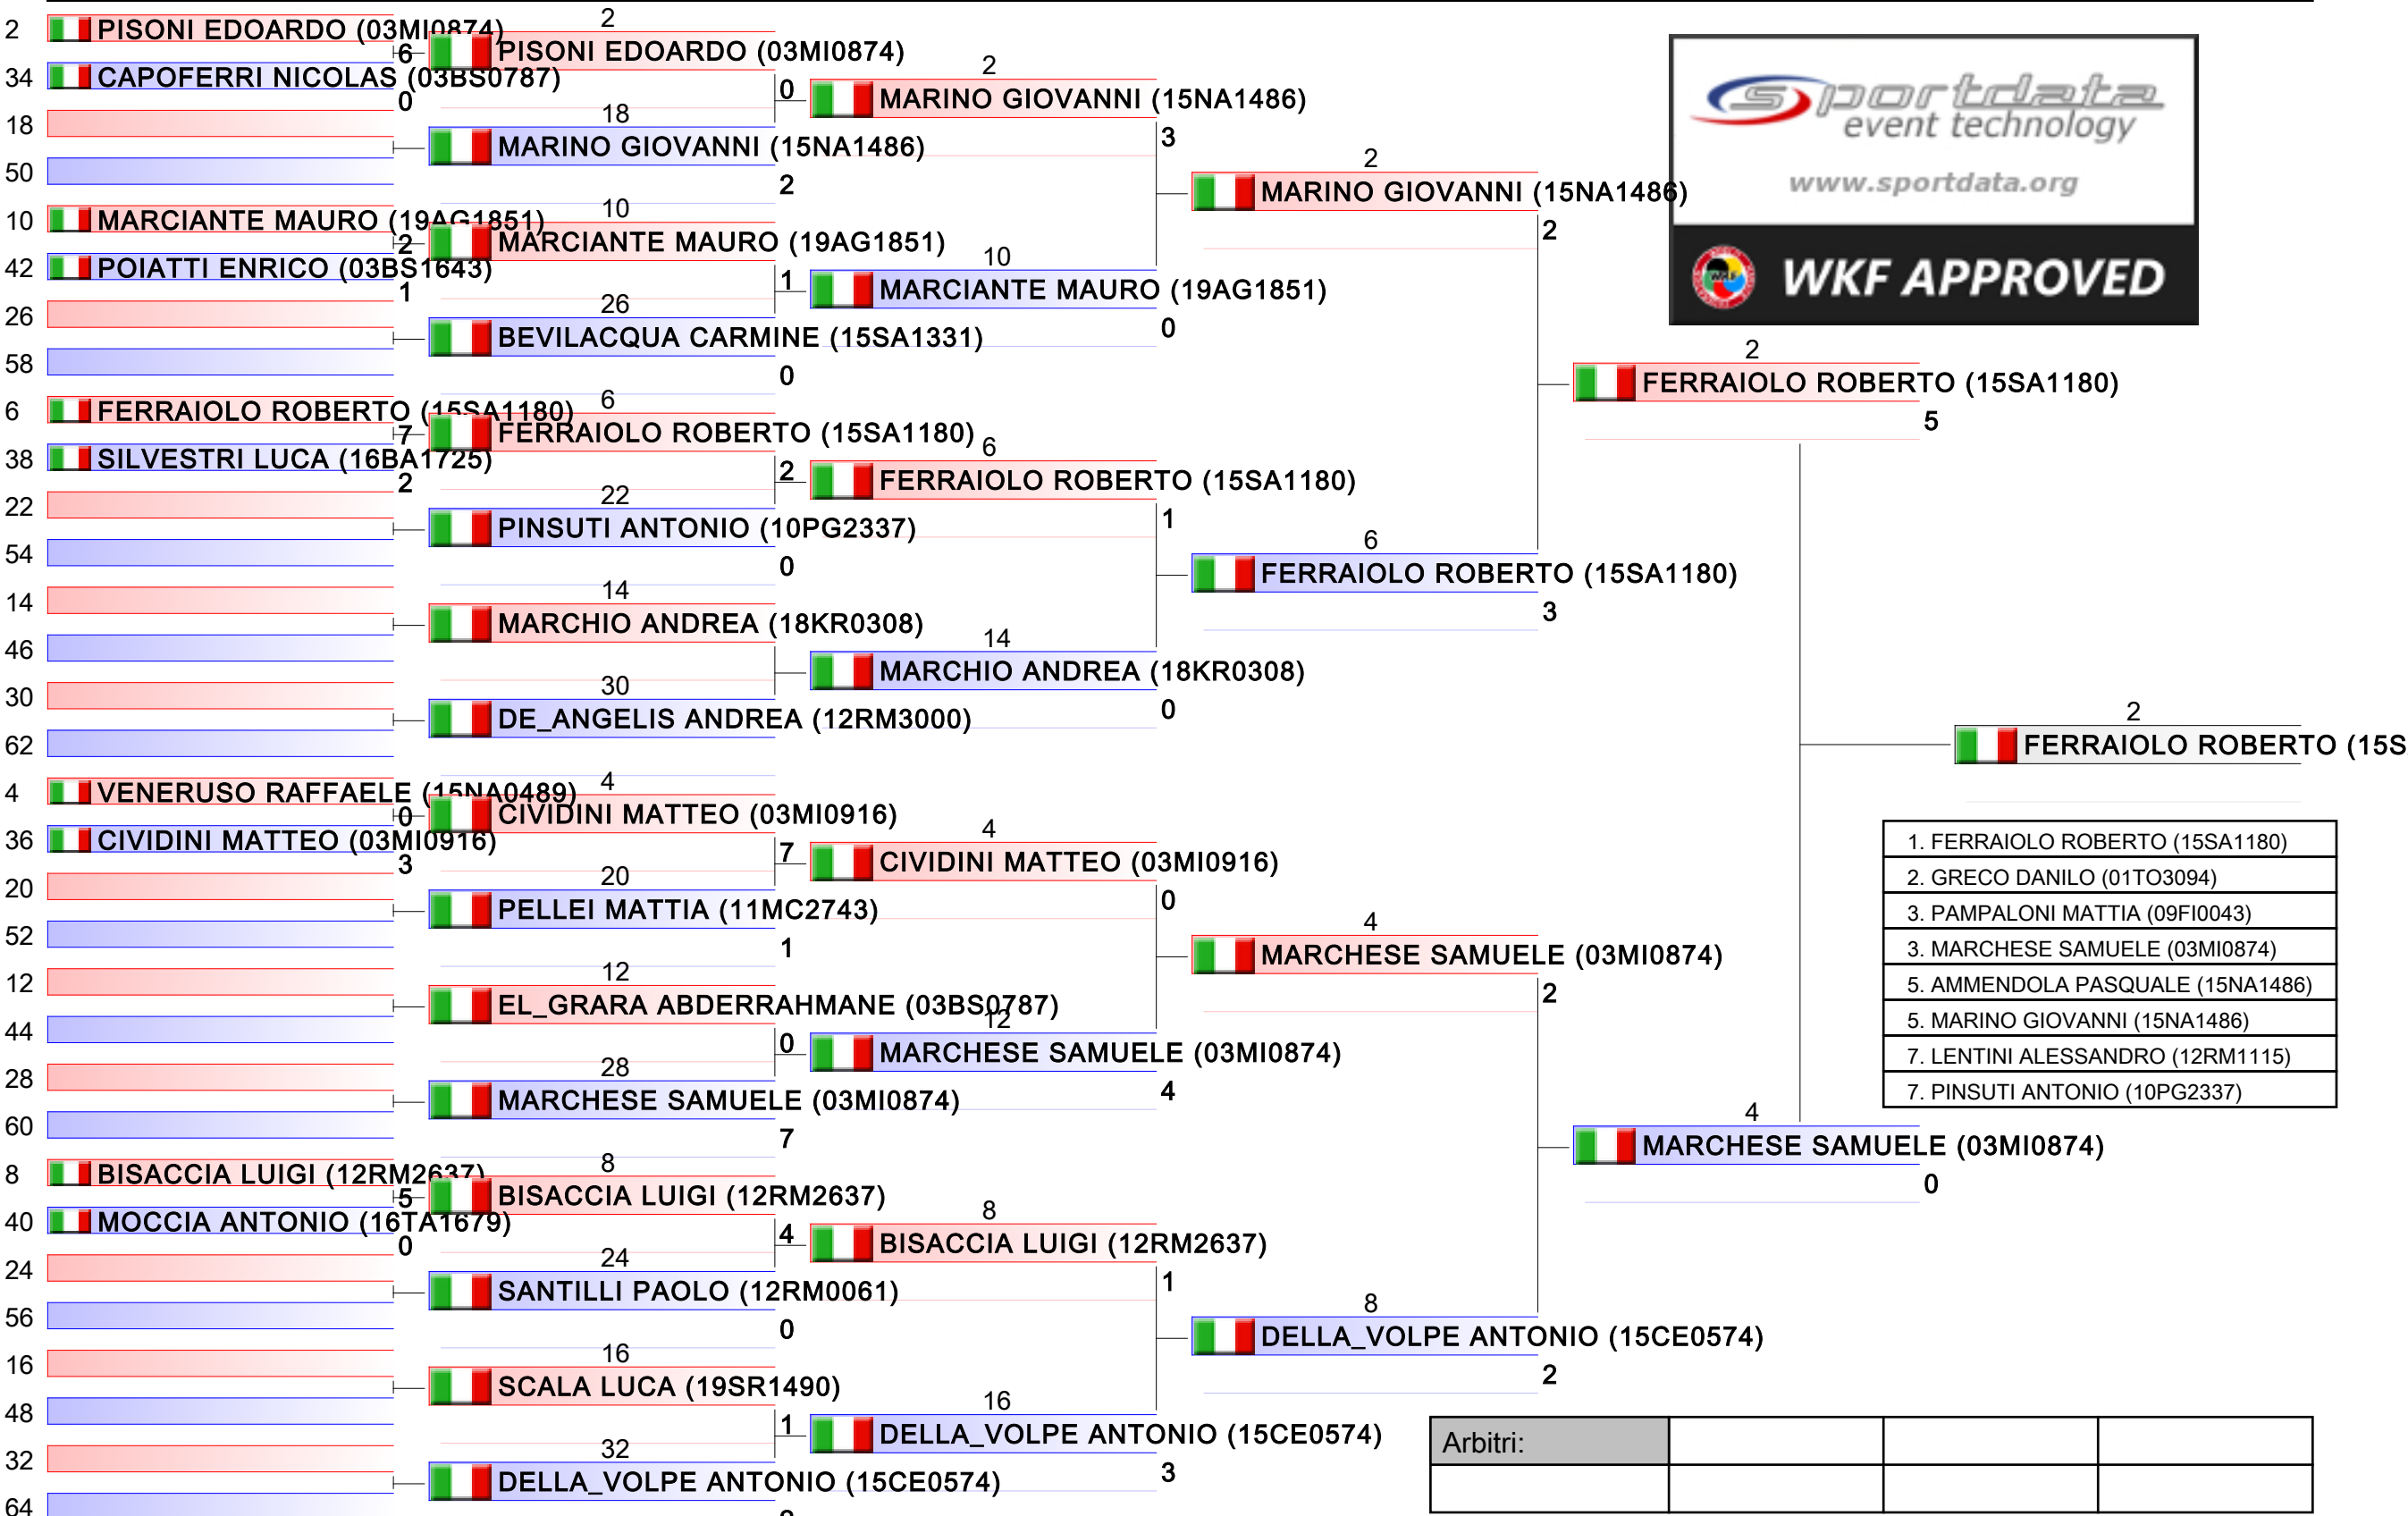 2 PISONI EDOARDO (03MI0874)
6
34 CAPOFERRI NICOLAS (03BS0787)
0
18
50
10 MARCIANTE MAURO (19AG1851)
2
42 POIATTI ENRICO (03BS1643)
1
26
58
6 FERRAIOLO ROBERTO (15SA1180)
7
38 SILVESTRI LUCA (16BA1725)
2
22
54
14
46
30
62
4 VENERUSO RAFFAELE (15NA0489)
0
36 CIVIDINI MATTEO (03MI0916)
3
20
52
12
44
28
60
8 BISACCIA LUIGI (12RM2637)
5
40 MOCCIA ANTONIO (16TA1679)
0
24
56
16
48
32
64
2
PISONI EDOARDO (03MI0874)
0
18
MARINO GIOVANNI (15NA1486)
2
10
MARCIANTE MAURO (19AG1851)
1
26
BEVILACQUA CARMINE (15SA1331)
0
6
FERRAIOLO ROBERTO (15SA1180)
2
22
PINSUTI ANTONIO (10PG2337)
0
14
MARCHIO ANDREA (18KR0308)
30
DE_ANGELIS ANDREA (12RM3000)
4
CIVIDINI MATTEO (03MI0916)
7
20
PELLEI MATTIA (11MC2743)
1
12
EL_GRARA ABDERRAHMANE (03BS0787)
0
28
MARCHESE SAMUELE (03MI0874)
7
8
BISACCIA LUIGI (12RM2637)
4
24
SANTILLI PAOLO (12RM0061)
0
16
SCALA LUCA (19SR1490)
1
32
DELLA_VOLPE ANTONIO (15CE0574)
2
MARINO GIOVANNI (15NA1486)
3
10
MARCIANTE MAURO (19AG1851)
0
6
FERRAIOLO ROBERTO (15SA1180)
1
14
MARCHIO ANDREA (18KR0308)
0
4
CIVIDINI MATTEO (03MI0916)
0
12
MARCHESE SAMUELE (03MI0874)
4
8
BISACCIA LUIGI (12RM2637)
1
16
DELLA_VOLPE ANTONIO (15CE0574)
3
2
MARINO GIOVANNI (15NA1486)
2
6
FERRAIOLO ROBERTO (15SA1180)
3
4
MARCHESE SAMUELE (03MI0874)
2
8
DELLA_VOLPE ANTONIO (15CE0574)
2
sportdata
event technology
www.sportdata.org
WKF APPROVED
2
FERRAIOLO ROBERTO (15SA1180)
5
4
MARCHESE SAMUELE (03MI0874)
0
2
FERRAIOLO ROBERTO (15S
1. FERRAIOLO ROBERTO (15SA1180)
2. GRECO DANILO (01TO3094)
3. PAMPALONI MATTIA (09FI0043)
3. MARCHESE SAMUELE (03MI0874)
5. AMMENDOLA PASQUALE (15NA1486)
5. MARINO GIOVANNI (15NA1486)
7. LENTINI ALESSANDRO (12RM1115)
7. PINSUTI ANTONIO (10PG2337)
Arbitri: